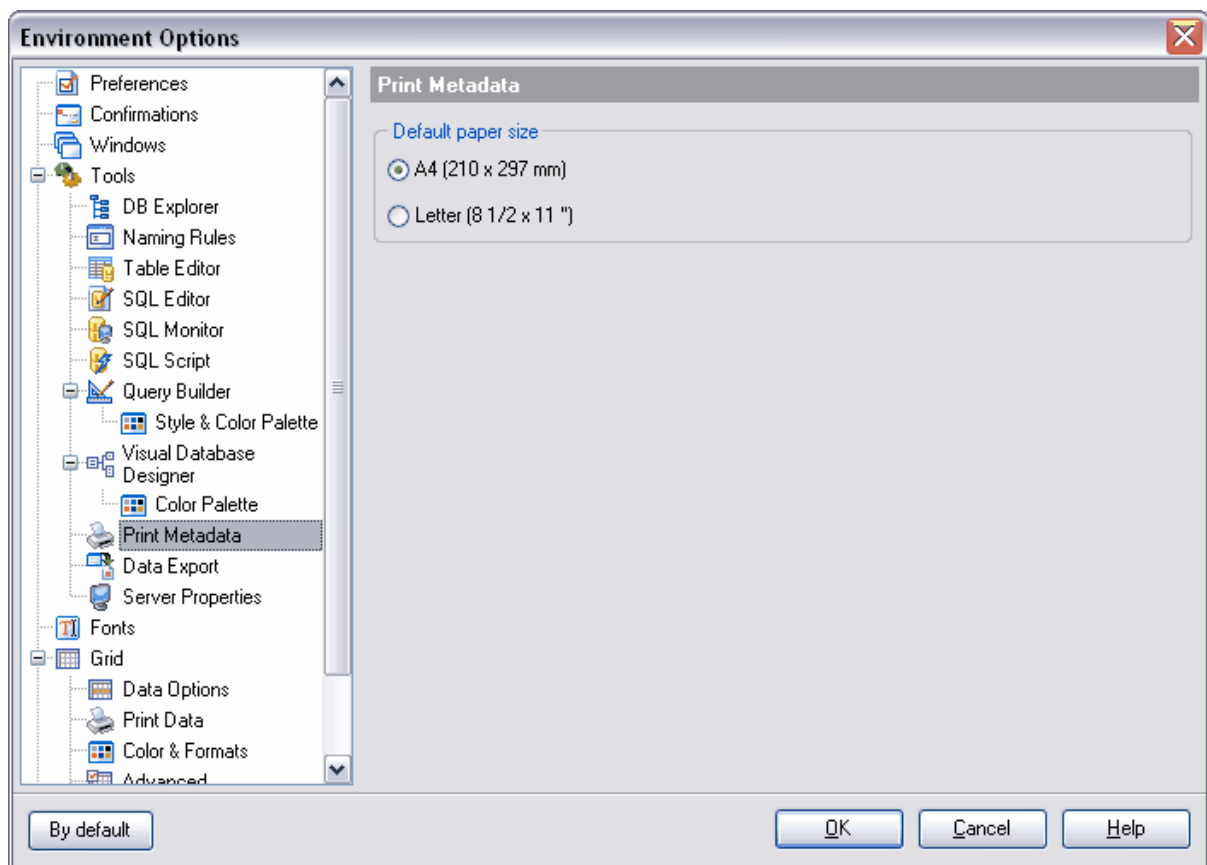 Environment Options
Preferences
Confirmations
Windows
Tools
DB Explorer
Naming Rules
Table Editor
SQL Editor
SQL Monitor
SQL Script
Query Builder
Style & Color Palette
Visual Database
Designer
Color Palette
Print Metadata
Data Export
Server Properties
Fonts
Grid
Data Options
Print Data
Color & Formats
Advanced
Print Metadata
Default paper size
A4 (210 x 297 mm)
Letter (8 1/2 x 11 ")
By default
OK
Cancel
Help